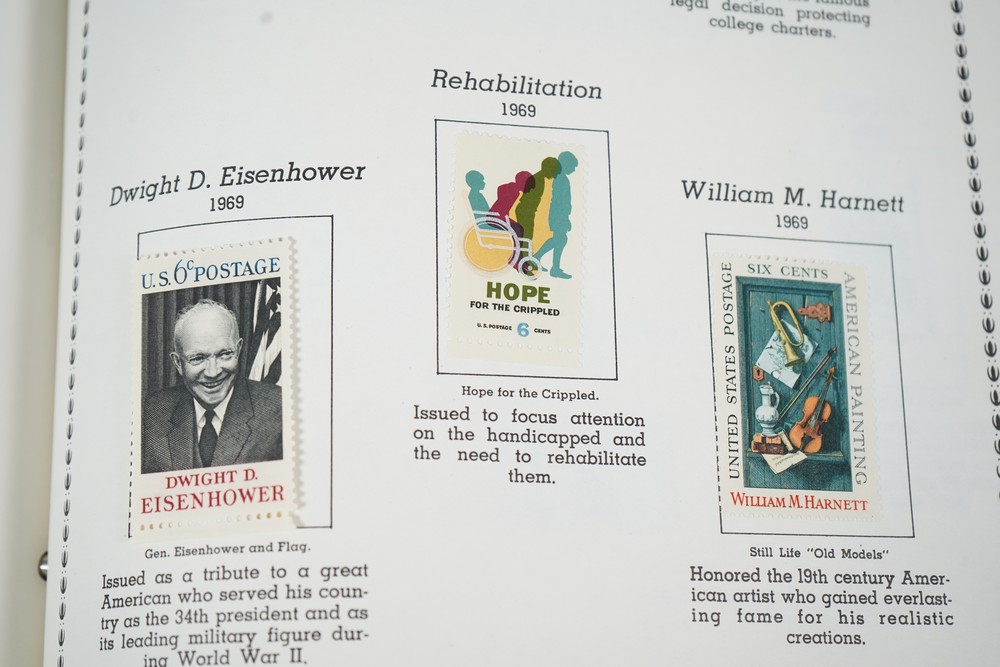 legal decision protecting
college charters.
Rehabilitation
1969
HOPE
FOR THE CRIPPLED
U.S. POSTAGE 6 CENTS
Hope for the Crippled.
Issued to focus attention
on the handicapped and
the need to rehabilitate
them.
Dwight D. Eisenhower
1969
U.S. 6c POSTAGE
DWIGHT D.
EISENHOWER
Gen. Eisenhower and Flag.
Issued as a tribute to a great
American who served his coun-
try as the 34th president and as
its leading military figure dur-
ing World War II.
William M. Harnett
1969
SIX CENTS
UNITED STATES POSTAGE
AMERICAN PAINTING
WILLIAM M. HARNETT
Still Life "Old Models"
Honored the 19th century Amer-
ican artist who gained everlast-
ing fame for his realistic
creations.